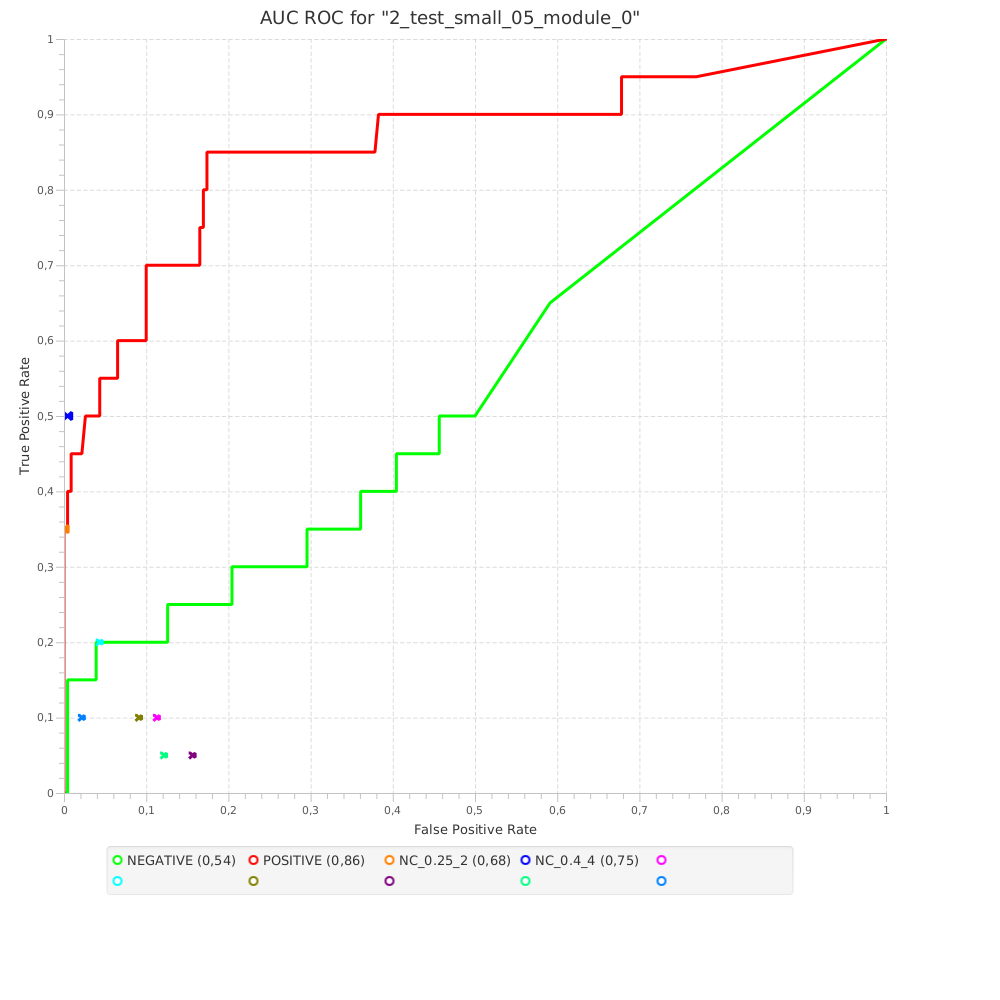 AUC ROC for "2_test_small_05_module_0"
1
0,9
0,8
0,7
0,6
0,5
0,4
0,3
0,2
0,1
0
True Positive Rate
0 0,1 0,2 0,3 0,4 0,5 0,6 0,7 0,8 0,9 1
False Positive Rate
NEGATIVE (0,54) POSITIVE (0,86) NC_0.25_2 (0,68) NC_0.4_4 (0,75)